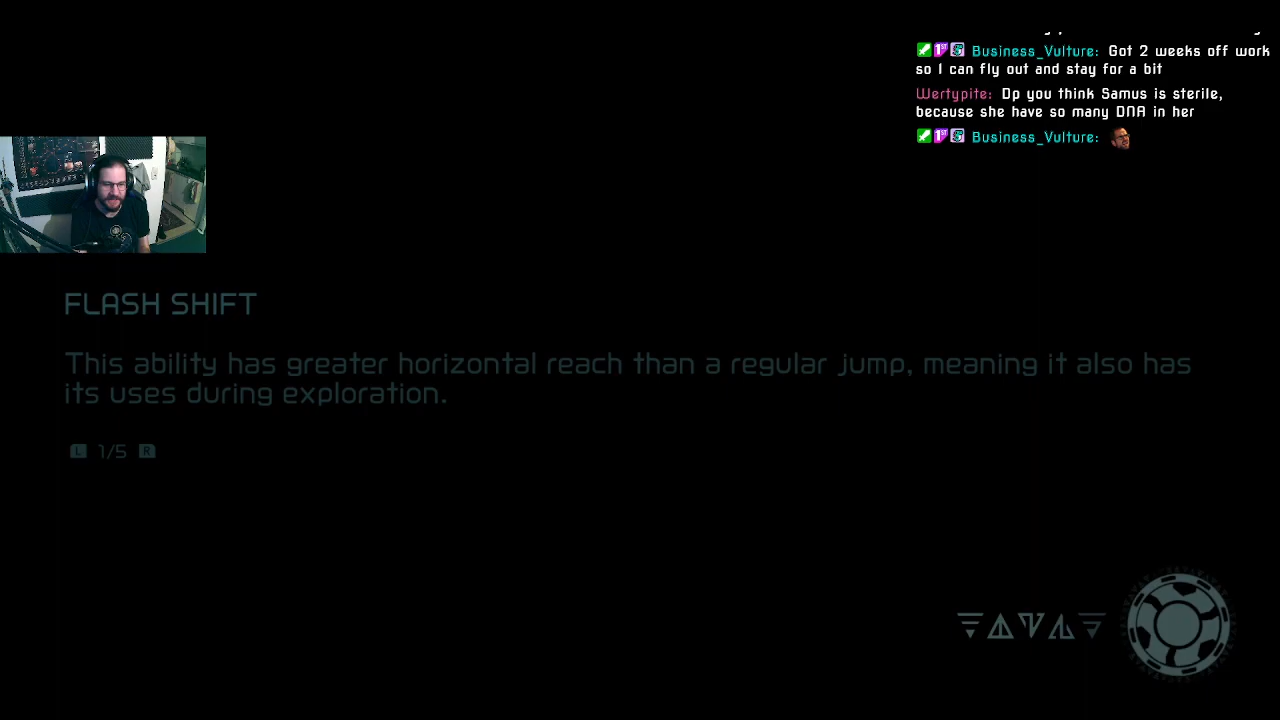 Business_Vulture: Got 2 weeks off work
so I can fly out and stay for a bit
Wertypite: Dp you think Samus is sterile,
because she have so many DNA in her
Business_Vulture:
FLASH SHIFT
This ability has greater horizontal reach than a regular jump, meaning it also has
its uses during exploration.
L 1/5 R